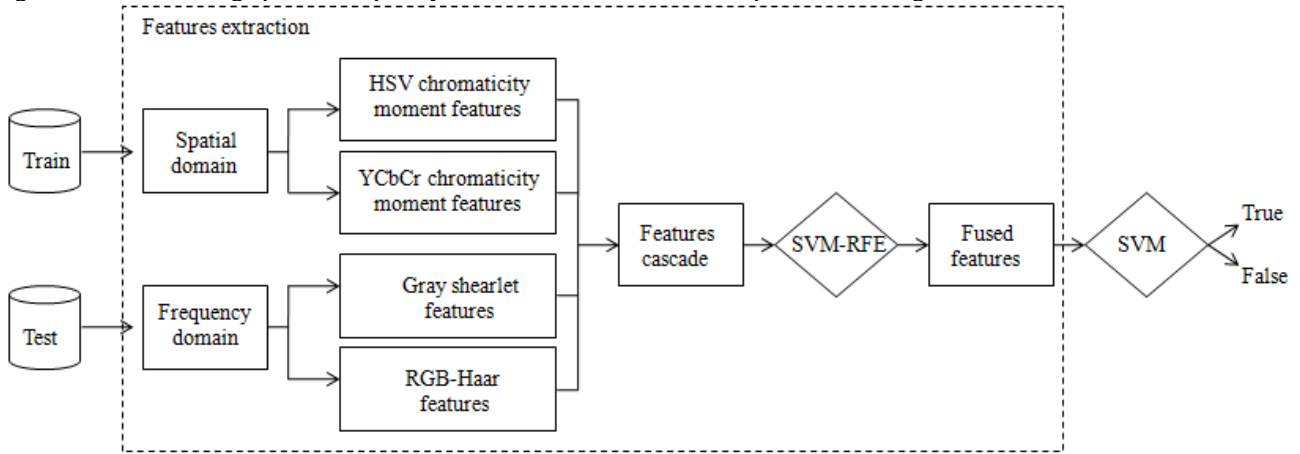 Features extraction
Train
Spatial
domain
HSV chromaticity
moment features
YCbCr chromaticity
moment features
Test
Frequency
domain
Gray shearlet
features
RGB-Haar
features
Features
cascade
SVM-RFE
Fused
features
SVM
True
False